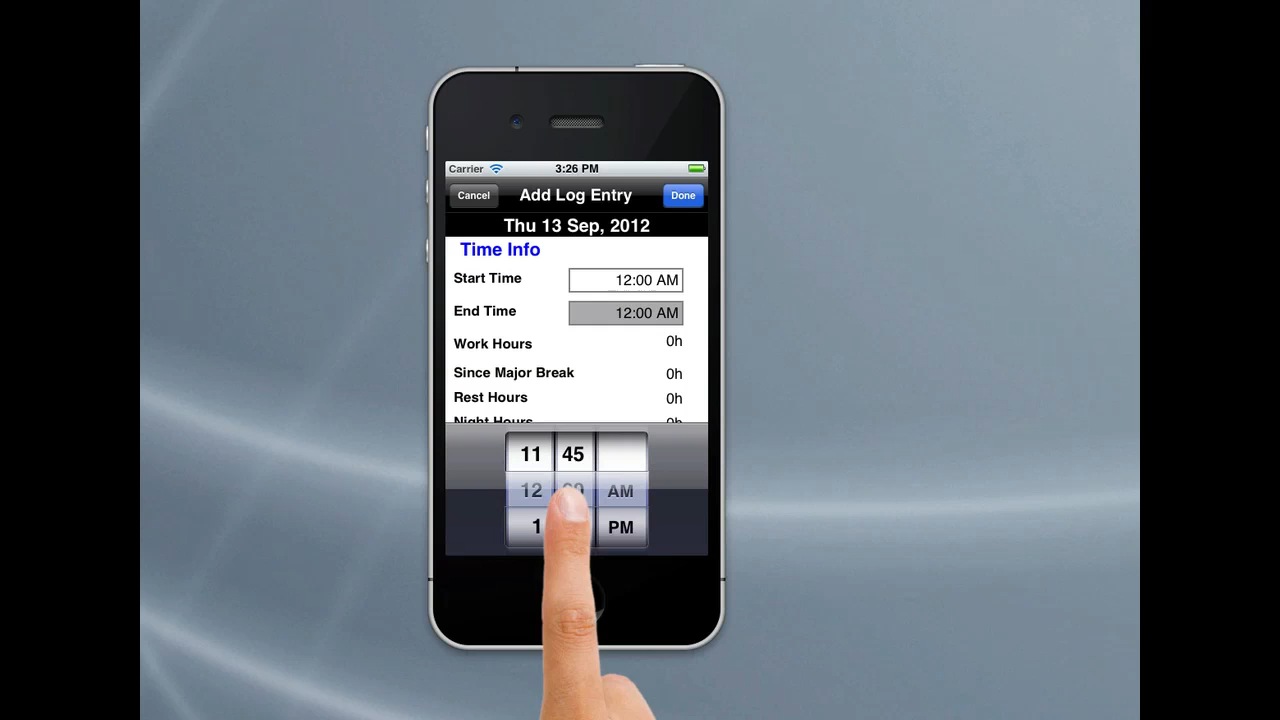 Carrier 3:26 PM
Cancel Add Log Entry Done
Thu 13 Sep, 2012
Time Info
Start Time 12:00 AM
End Time 12:00 AM
Work Hours 0h
Since Major Break 0h
Rest Hours 0h
Night Hours 0h
11 45
12 AM
1 PM